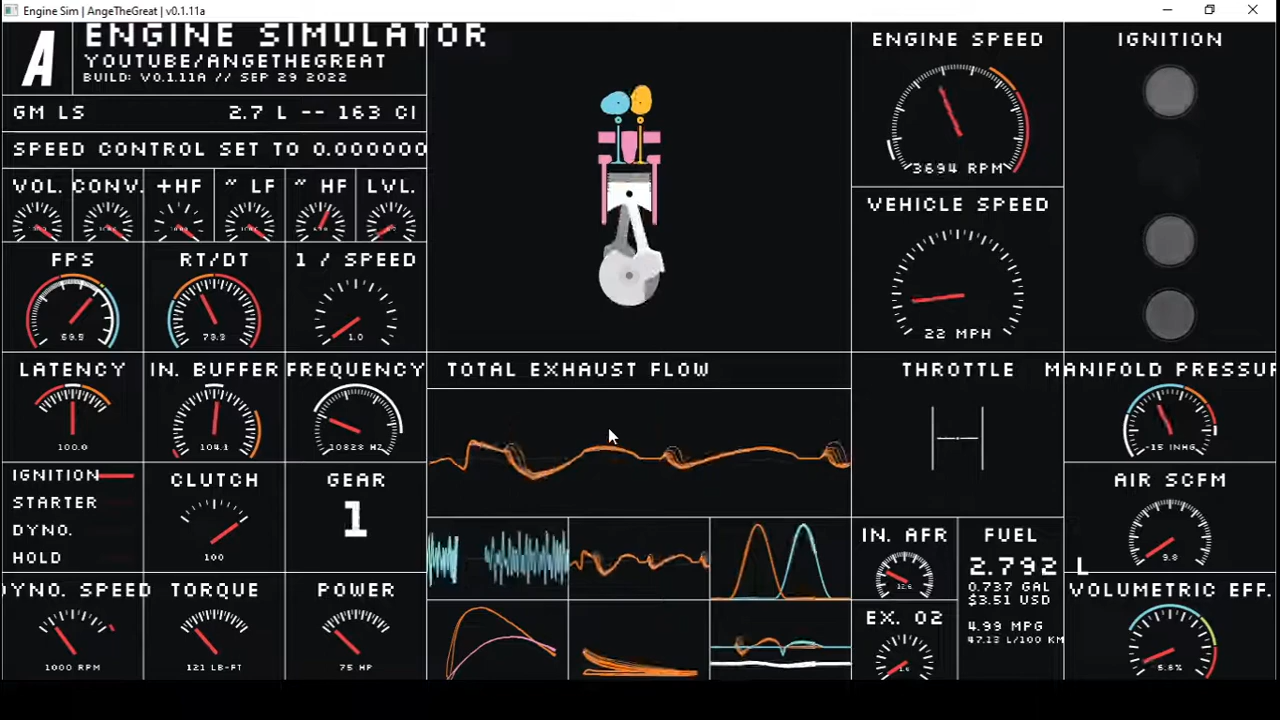 Engine Sim | AngeTheGreat | v0.1.11a
A
ENGINE SIMULATOR
YOUTUBE/ANGETHEGREAT
BUILD: V0.1.11A // SEP 29 2022
GM LS
2.7 L -- 163 CI
SPEED CONTROL SET TO 0.000000
VOL.
CONV.
+HF
~ LF
~ HF
LVL.
FPS
RT/DT
1 / SPEED
1.0
LATENCY
IN. BUFFER
FREQUENCY
100.0
104.1
10828 HZ
IGNITION
STARTER
DYNO.
HOLD
CLUTCH
100
GEAR
1
DYNO. SPEED
TORQUE
POWER
1000 RPM
121 LB-FT
75 HP
TOTAL EXHAUST FLOW
ENGINE SPEED
3694 RPM
VEHICLE SPEED
22 MPH
THROTTLE
IN. AFR
12.6
EX. O2
FUEL
2.792 L
0.737 GAL
$3.51 USD
4.99 MPG
47.13 L/100 KM
IGNITION
MANIFOLD PRESSUR
-15 INHG
AIR SCFM
9.8
VOLUMETRIC EFF.
5.8%